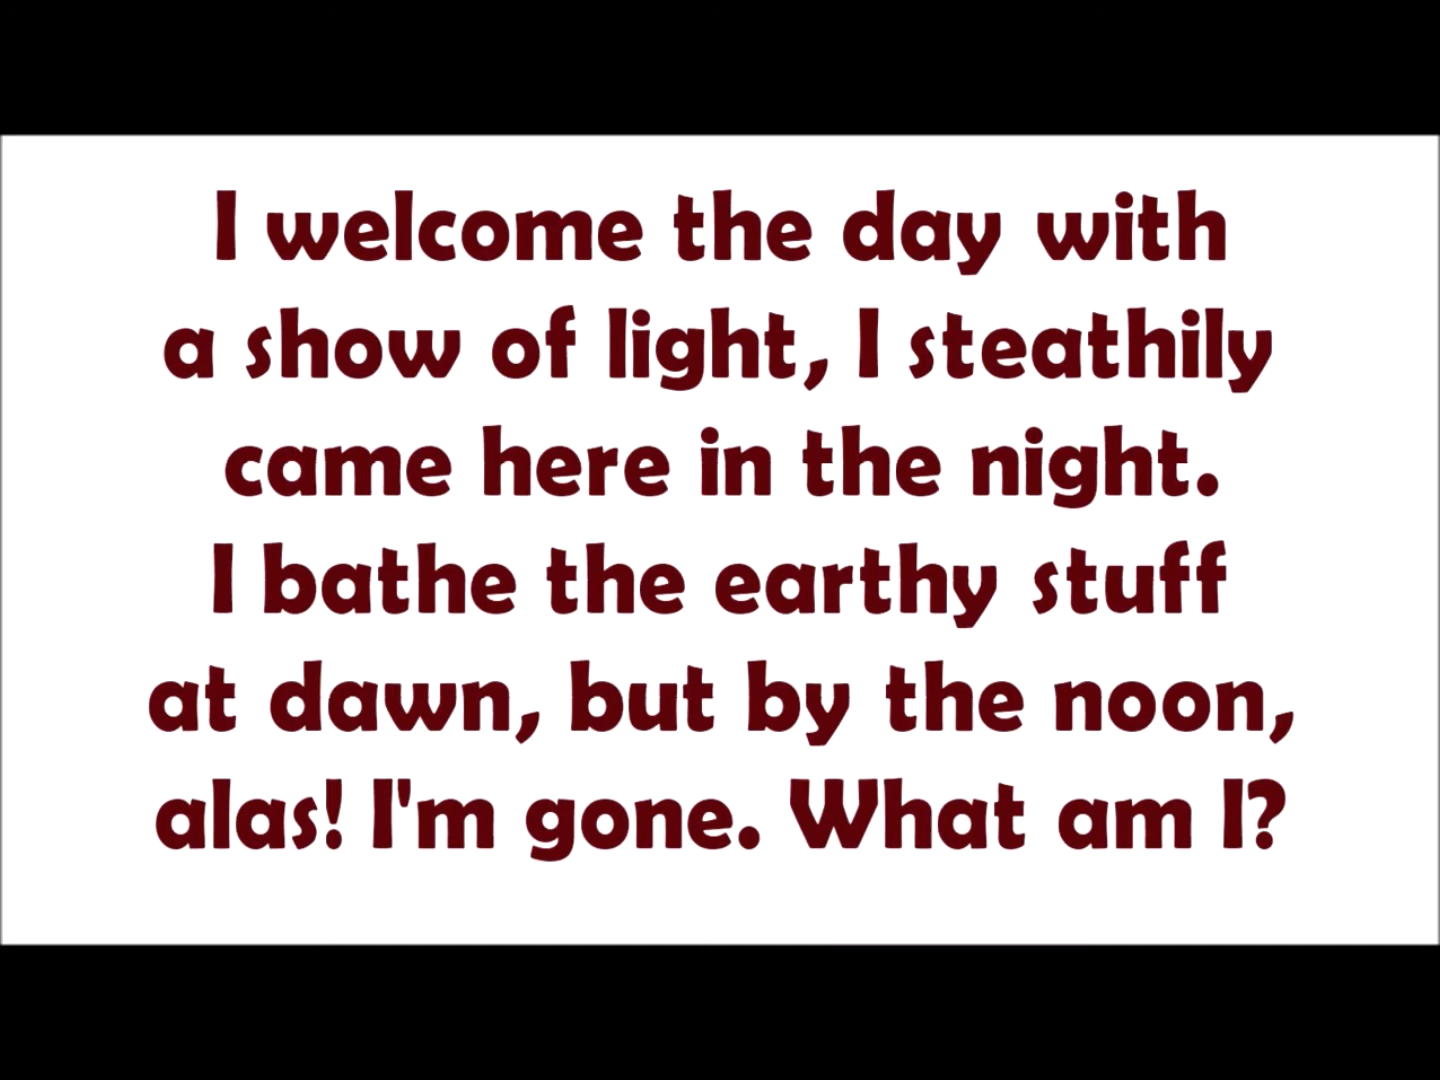 I welcome the day with
a show of light, I steathily
came here in the night.
I bathe the earthy stuff
at dawn, but by the noon,
alas! I'm gone. What am I?